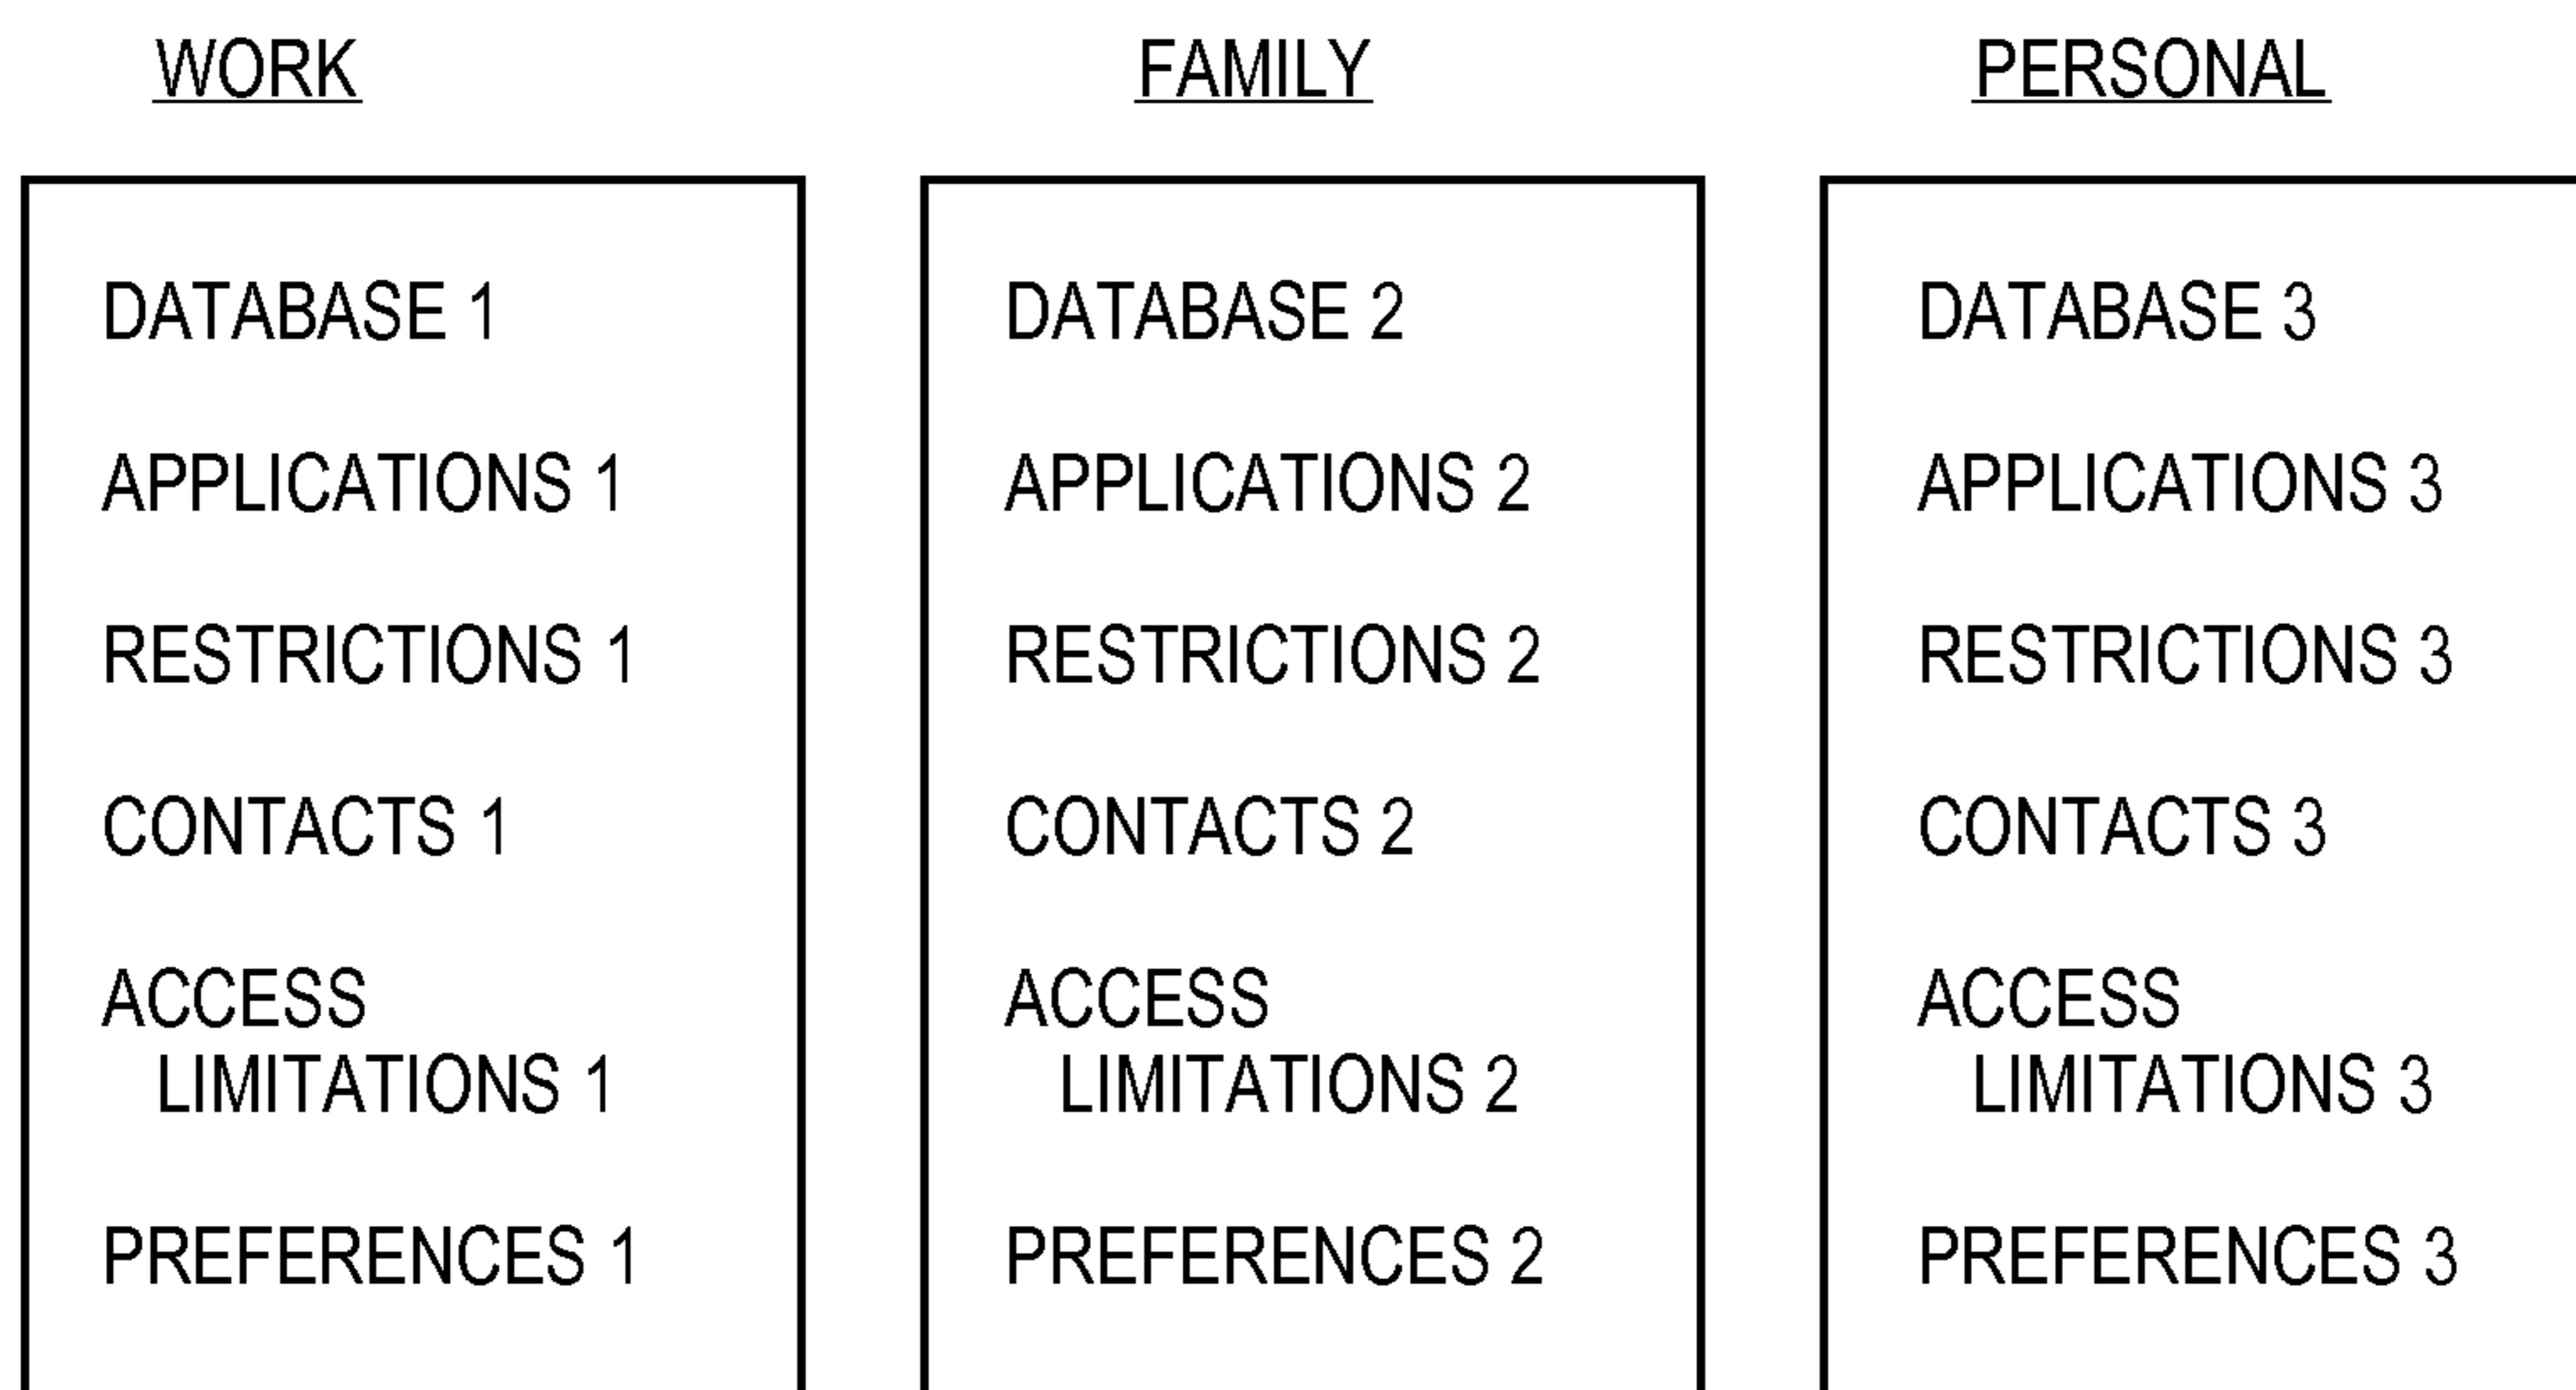 WORK
DATABASE 1
APPLICATIONS 1
RESTRICTIONS 1
CONTACTS 1
ACCESS
LIMITATIONS 1
PREFERENCES 1
FAMILY
DATABASE 2
APPLICATIONS 2
RESTRICTIONS 2
CONTACTS 2
ACCESS
LIMITATIONS 2
PREFERENCES 2
PERSONAL
DATABASE 3
APPLICATIONS 3
RESTRICTIONS 3
CONTACTS 3
ACCESS
LIMITATIONS 3
PREFERENCES 3